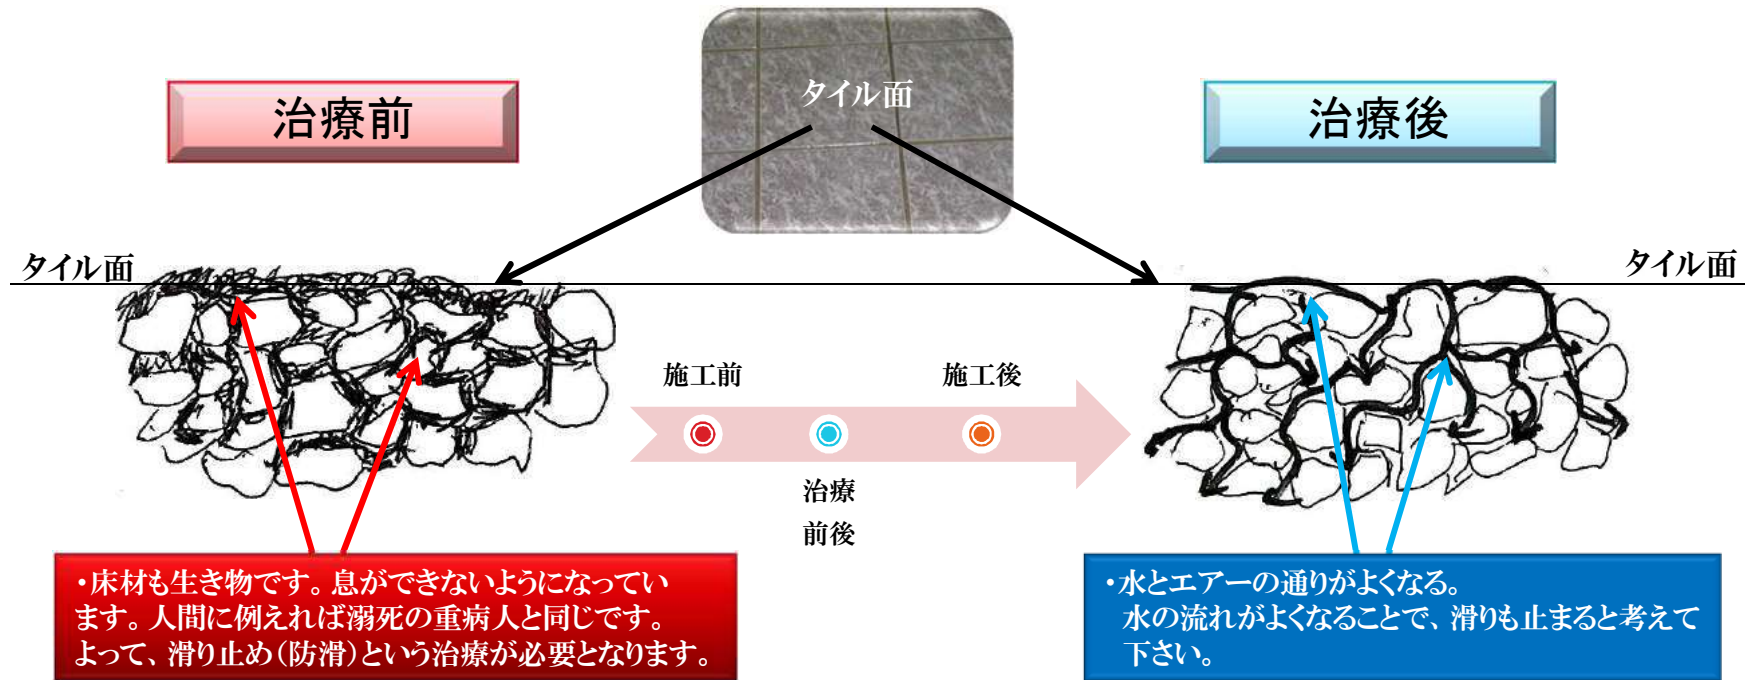 タイル面
治療前
治療後
タイル面
タイル面
施工前
施工後
治療
前後
・床材も生き物です。息ができないようになってい
ます。人間に例えれば溺死の重病人と同じです。
よって、滑り止め（防滑）という治療が必要となります。
・水とエアーの通りがよくなる。
水の流れがよくなることで、滑りも止まると考えて
下さい。